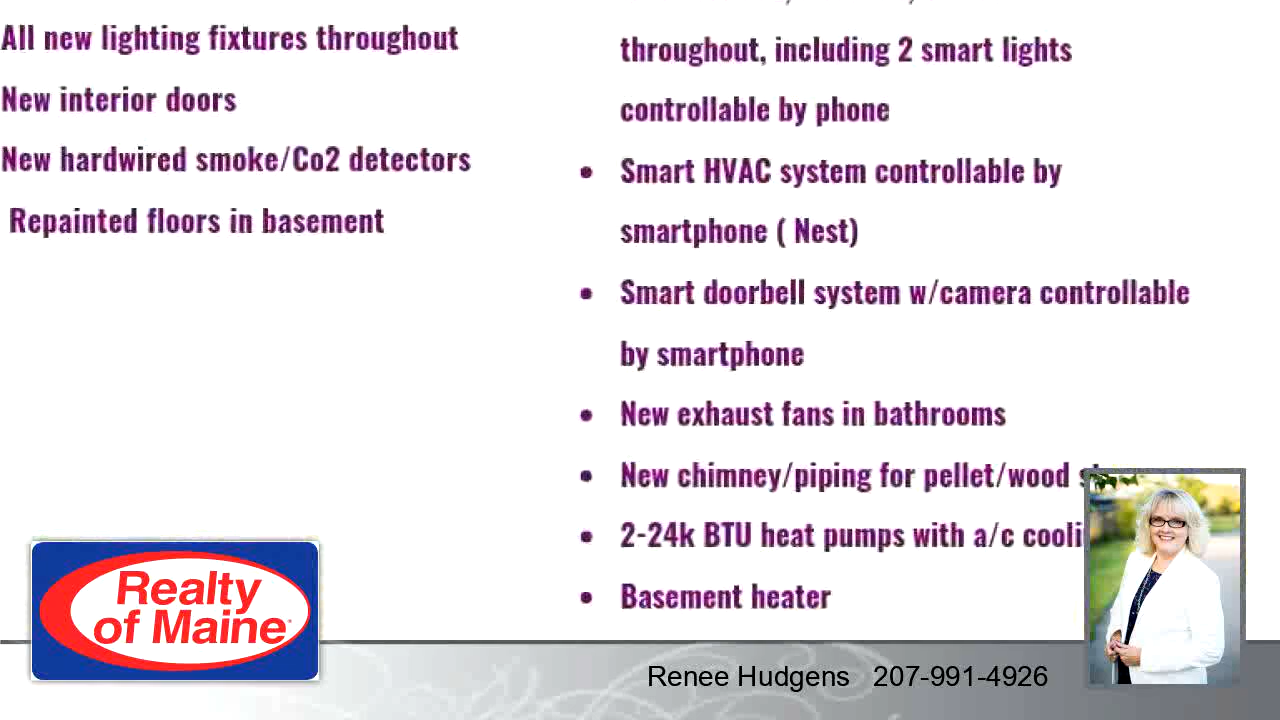 All new lighting fixtures throughout
New interior doors
New hardwired smoke/Co2 detectors
Repainted floors in basement
throughout, including 2 smart lights
controllable by phone
• Smart HVAC system controllable by
smartphone ( Nest)
• Smart doorbell system w/camera controllable
by smartphone
• New exhaust fans in bathrooms
• New chimney/piping for pellet/wood
• 2-24k BTU heat pumps with a/c
• Basement heater
Realty
of Maine
Renee Hudgens 207-991-4926